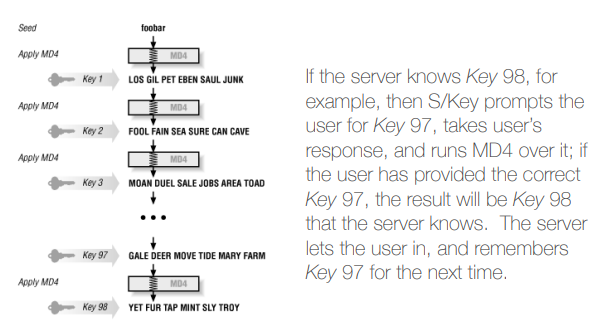 Seed foobar
Apply MD4 MD4
Key 1 LOS GIL PET EBEN SAUL JUNK
Apply MD4 MD4
Key 2 FOOL FAIN SEA SURE CAN CAVE
Apply MD4 MD4
Key 3 MOAN DUEL SALE JOBS AREA TOAD
• • •
Key 97 GALE DEER MOVE TIDE MARY FARM
Apply MD4 MD4
Key 98 YET FUR TAP MINT SLY TROY
If the server knows Key 98, for
example, then S/Key prompts the
user for Key 97, takes user's
response, and runs MD4 over it; if
the user has provided the correct
Key 97, the result will be Key 98
that the server knows. The server
lets the user in, and remembers
Key 97 for the next time.